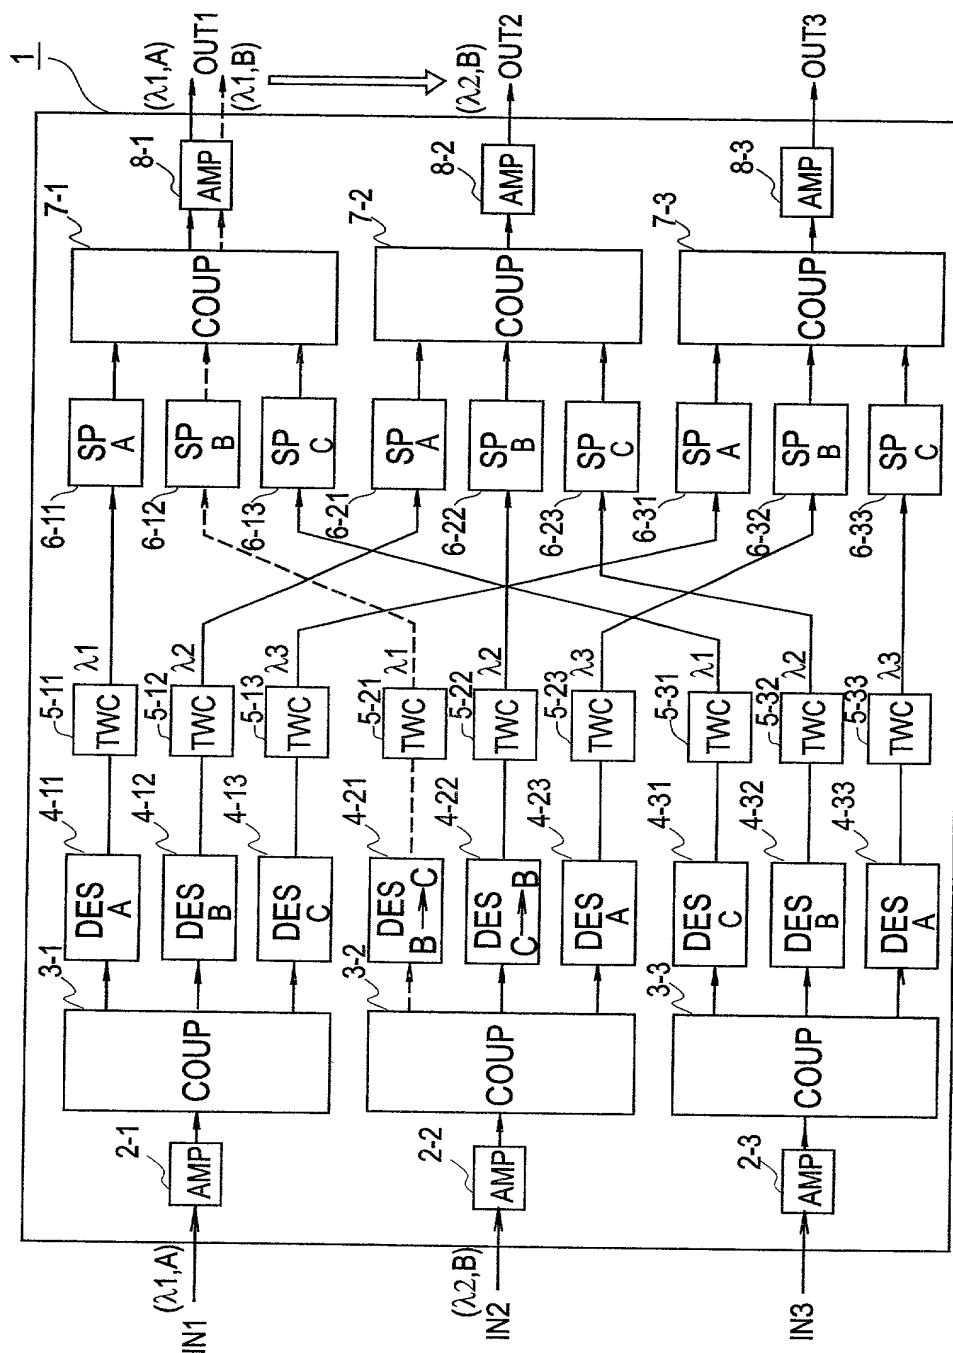 1
IN1
(λ1,A)
2-1
AMP
3-1
COUP
4-11
DES
A
5-11
TWC
λ1
6-11
SP
A
4-12
DES
B
5-12
TWC
λ2
6-12
SP
B
4-13
DES
C
5-13
TWC
λ3
6-13
SP
C
7-1
COUP
8-1
AMP
(λ1,A)
OUT1
(λ1,B)
IN2
(λ2,B)
2-2
AMP
3-2
COUP
4-21
DES
B→C
5-21
TWC
λ1
6-21
SP
A
4-22
DES
C→B
5-22
TWC
λ2
6-22
SP
B
4-23
DES
A
5-23
TWC
λ3
6-23
SP
C
7-2
COUP
8-2
AMP
(λ2,B)
OUT2
IN3
2-3
AMP
3-3
COUP
4-31
DES
C
5-31
TWC
λ1
6-31
SP
A
4-32
DES
B
5-32
TWC
λ2
6-32
SP
B
4-33
DES
A
5-33
TWC
λ3
6-33
SP
C
7-3
COUP
8-3
AMP
OUT3